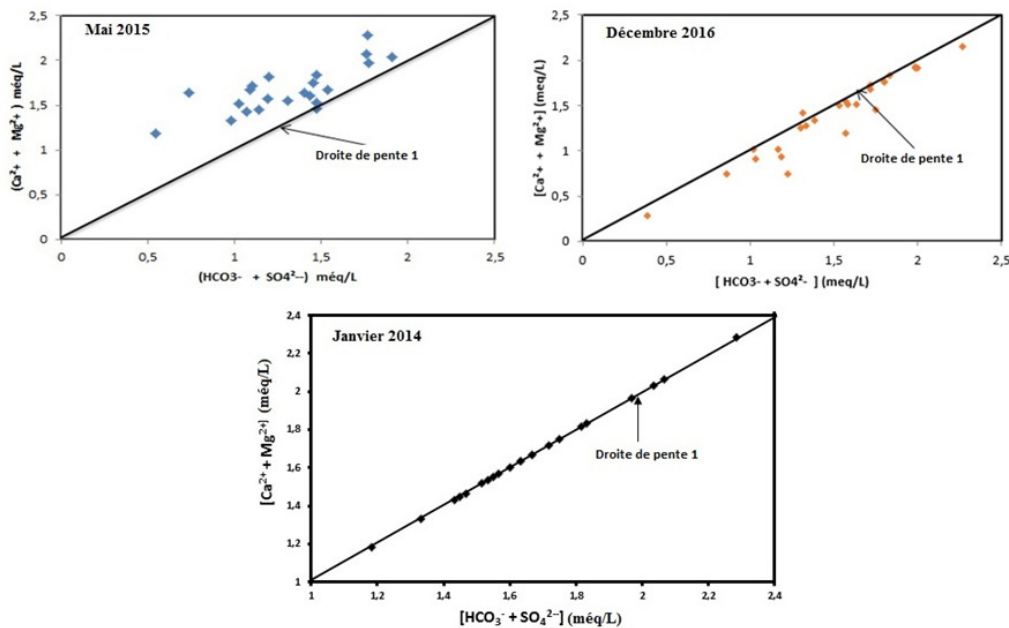 Mai 2015
(Ca²⁺ + Mg²⁺) méq/L
2,5
2
1,5
1
0,5
0
0 0,5 1 1,5 2 2,5
Droite de pente 1
(HCO3- + SO4²--) méq/L
Décembre 2016
[Ca²⁺ + Mg²⁺] (meq/L)
2,5
2
1,5
1
0,5
0
0 0,5 1 1,5 2 2,5
Droite de pente 1
[ HCO3- + SO4²- ] (meq/L)
Janvier 2014
[Ca²⁺ + Mg²⁺] (méq/L)
2,4
2,2
2
1,8
1,6
1,4
1,2
1
1 1,2 1,4 1,6 1,8 2 2,2 2,4
Droite de pente 1
[HCO₃⁻ + SO₄²⁻] (méq/L)